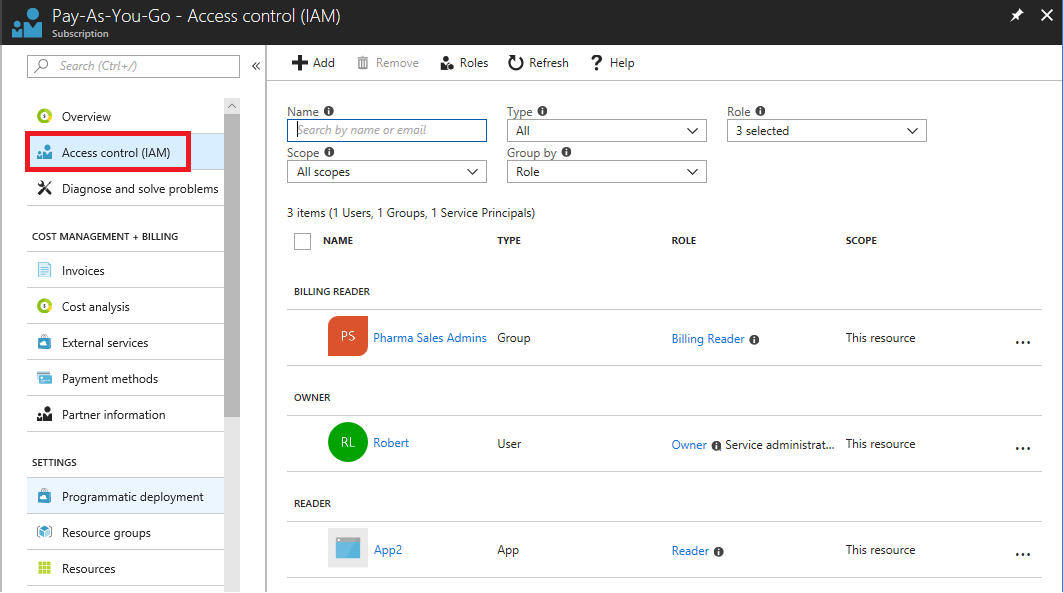 Pay-As-You-Go - Access control (IAM)
Subscription
Search (Ctrl+/)
Overview
Access control (IAM)
Diagnose and solve problems
COST MANAGEMENT + BILLING
Invoices
Cost analysis
External services
Payment methods
Partner information
SETTINGS
Programmatic deployment
Resource groups
Resources
Add Remove Roles Refresh Help
Name Type Role
Search by name or email All 3 selected
Scope Group by
All scopes Role
3 items (1 Users, 1 Groups, 1 Service Principals)
NAME TYPE ROLE SCOPE
BILLING READER
PS Pharma Sales Admins Group Billing Reader This resource
OWNER
RL Robert User Owner Service administrat... This resource
READER
App2 App Reader This resource